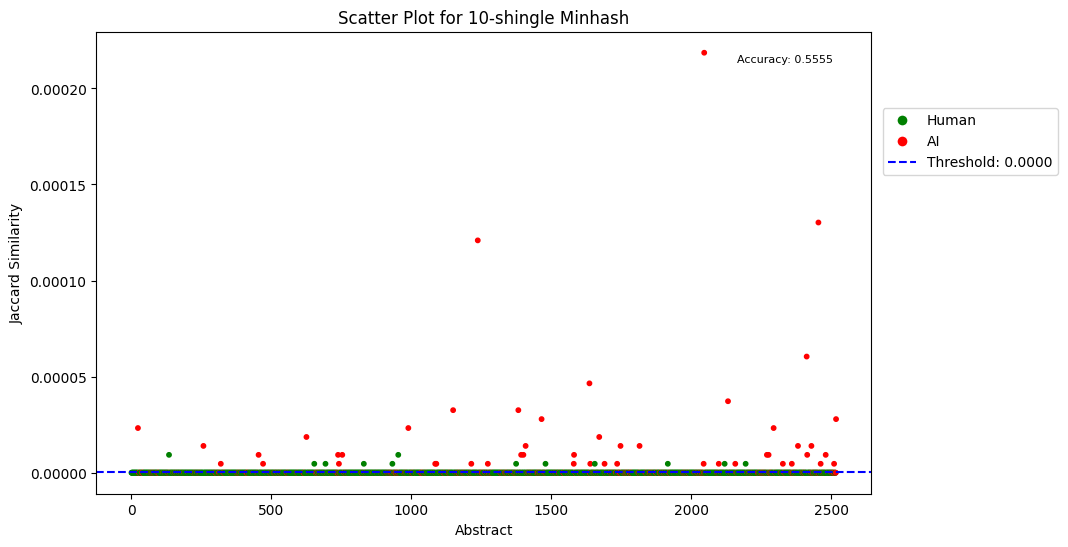 Scatter Plot for 10-shingle Minhash
Accuracy: 0.5555
Human
AI
Threshold: 0.0000
Jaccard Similarity
0.00020
0.00015
0.00010
0.00005
0.00000
0 500 1000 1500 2000 2500
Abstract